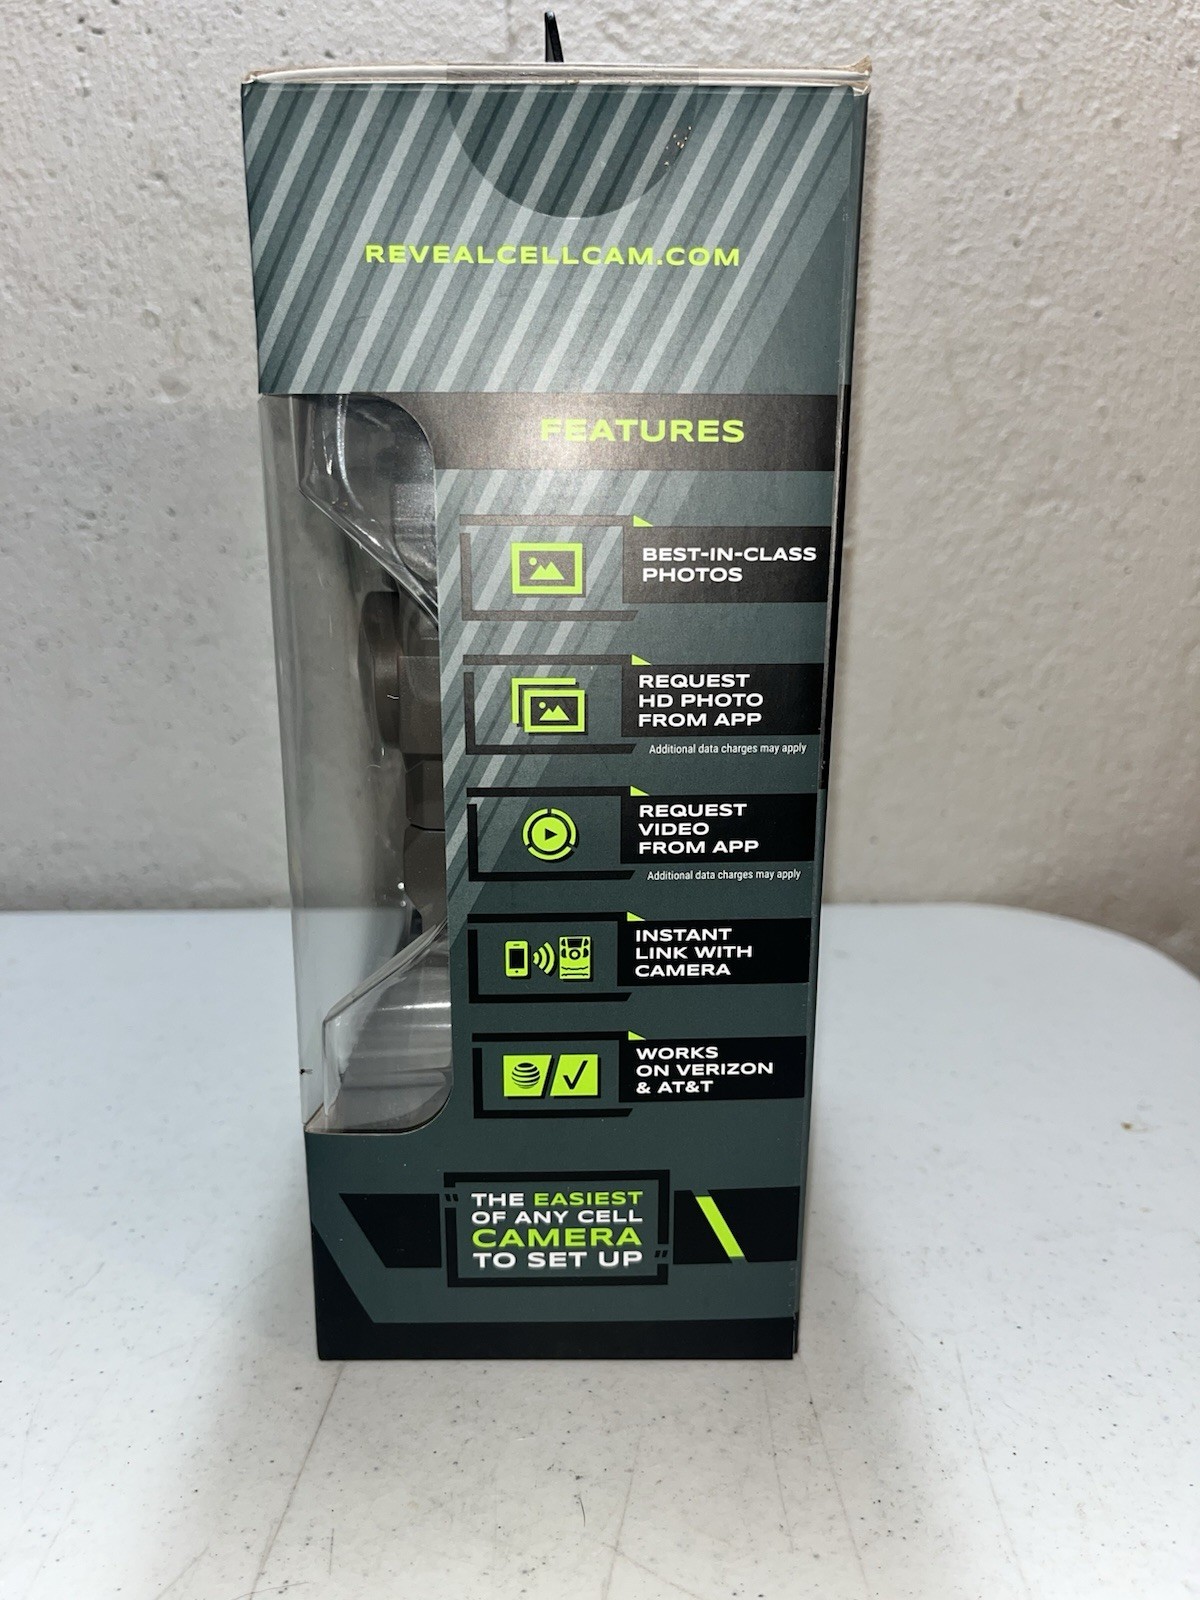 REVEALCELLCAM.COM
FEATURES
BEST-IN-CLASS
PHOTOS
REQUEST
HD PHOTO
FROM APP
Additional data charges may apply
REQUEST
VIDEO
FROM APP
Additional data charges may apply
INSTANT
LINK WITH
CAMERA
WORKS
ON VERIZON
& AT&T
"THE EASIEST
OF ANY CELL
CAMERA
TO SET UP"